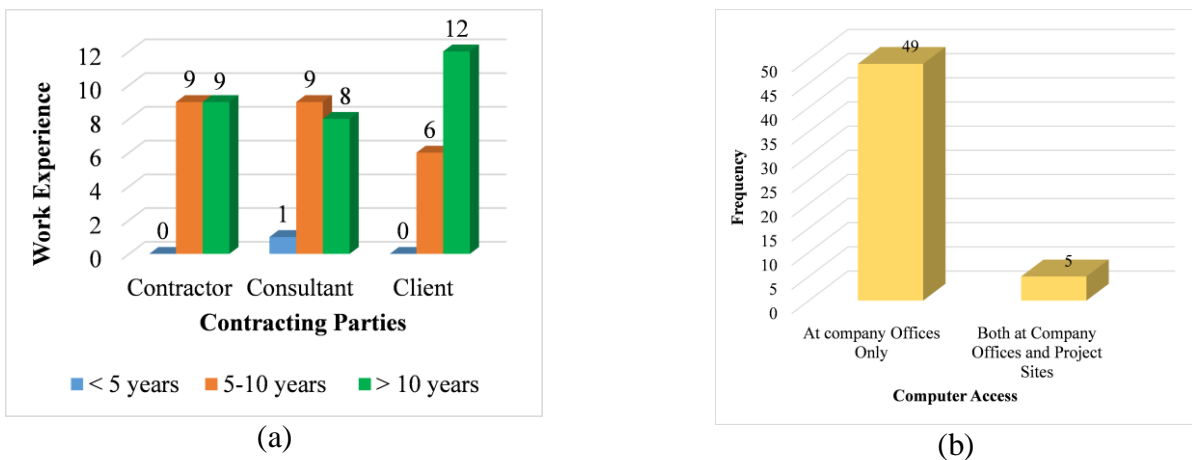 12
10
8
6
4
2
0
Work Experience
0
9
9
1
9
8
0
6
12
Contractor Consultant Client
Contracting Parties
< 5 years 5-10 years > 10 years
(a)
50
45
40
35
30
25
20
15
10
5
0
Frequency
49
5
At company Offices
Only
Both at Company
Offices and Project
Sites
Computer Access
(b)